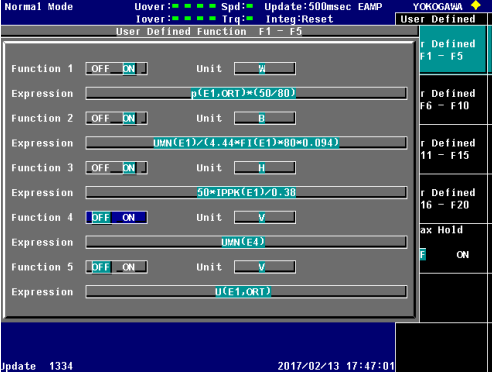 Normal Mode Uover: Spd: Update:500msec EAMP YOKOGAWA
Iover: Trq: Integ:Reset User Defined
User Defined Function F1 - F5
r Defined
F1 - F5
Function 1 OFF ON Unit W
Expression p(E1,ORT)*(50/80)
r Defined
F6 - F10
Function 2 OFF ON Unit B
Expression UMN(E1)/(4.44*FI(E1)*80*0.094)
r Defined
11 - F15
Function 3 OFF ON Unit H
Expression 50*IPPK(E1)/0.38
r Defined
16 - F20
Function 4 OFF ON Unit V
ax Hold
Expression UMN(E4)
F ON
Function 5 OFF ON Unit V
Expression U(E1,ORT)
Update 1334 2017/02/13 17:47:01